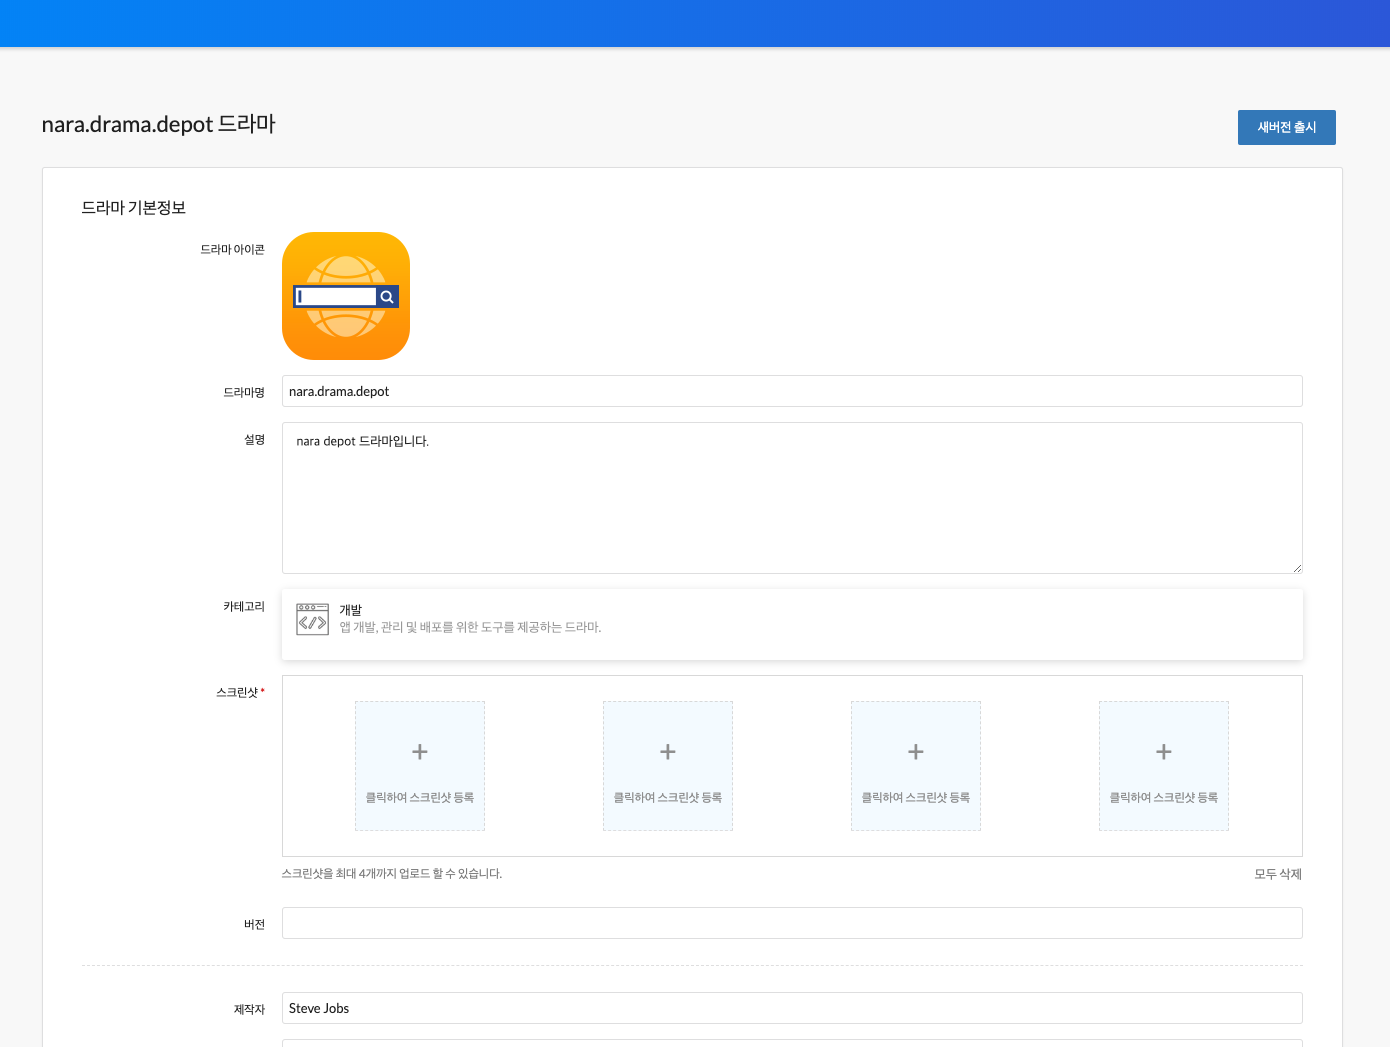 nara.drama.depot 드라마
새버전 출시
드라마 기본정보
드라마 아이콘
드라마명
nara.drama.depot
설명
nara depot 드라마입니다.
카테고리
개발
앱 개발, 관리 및 배포를 위한 도구를 제공하는 드라마.
스크린샷 *
클릭하여 스크린샷 등록
클릭하여 스크린샷 등록
클릭하여 스크린샷 등록
클릭하여 스크린샷 등록
스크린샷을 최대 4개까지 업로드 할 수 있습니다.
모두 삭제
버전
제작자
Steve Jobs